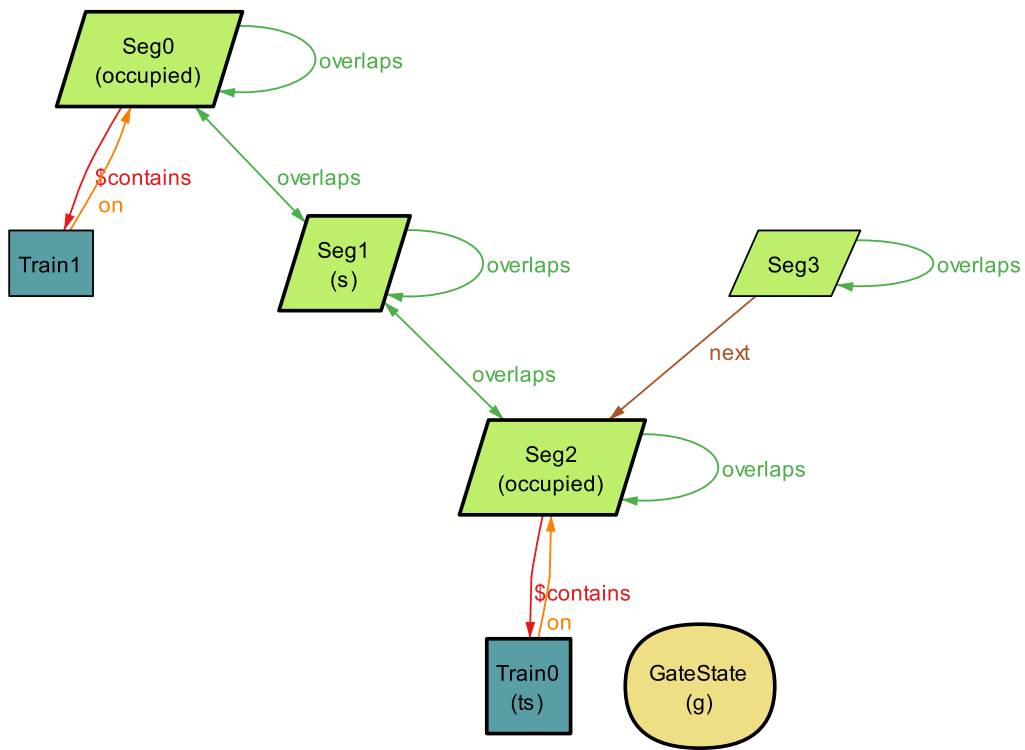 Seg0
(occupied)
overlaps
$contains
on
overlaps
Train1
Seg1
(s)
overlaps
Seg3
overlaps
next
overlaps
Seg2
(occupied)
overlaps
$contains
on
Train0
(ts)
GateState
(g)